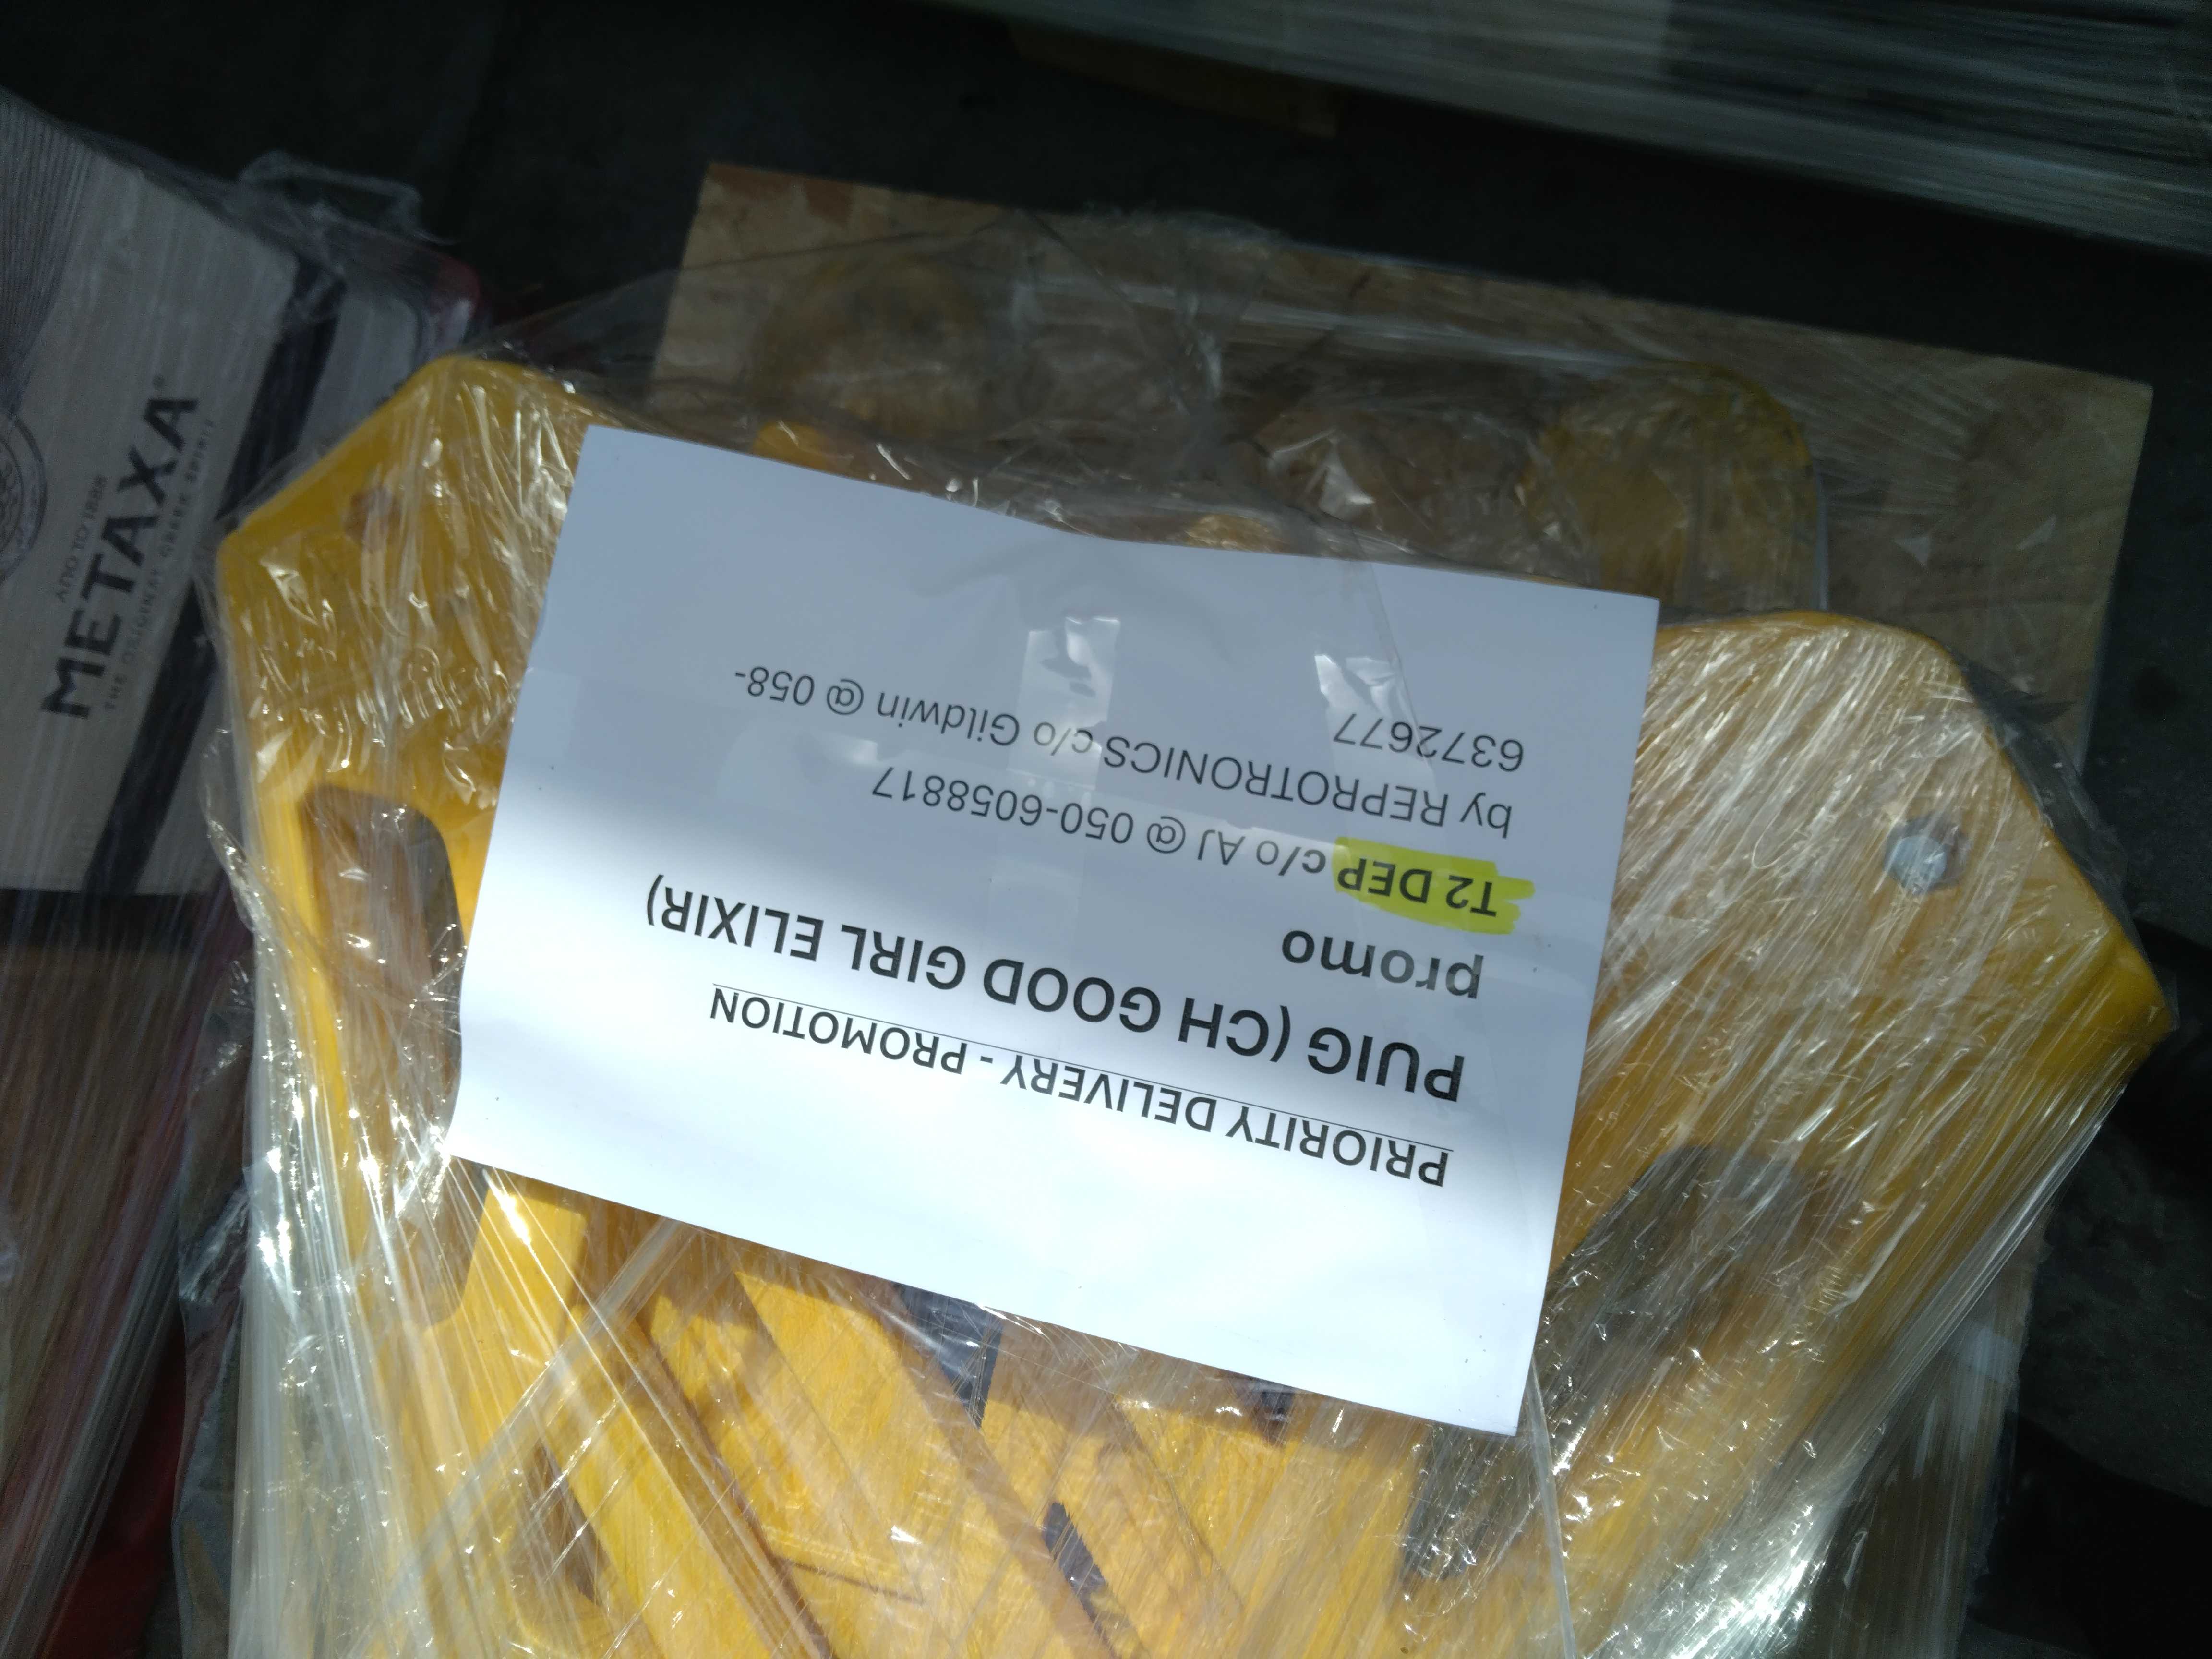 PRIORITY DELIVERY - PROMOTION
PUIG (CH GOOD GIRL ELIXIR)
promo
T2 DEP c/o AJ @ 050-6058817
by REPROTRONICS c/o Gildwin @ 058-
6372677
ΑΠΟ ΤΟ 1888
METAXA
THE ORIGINAL GREEK SPIRIT